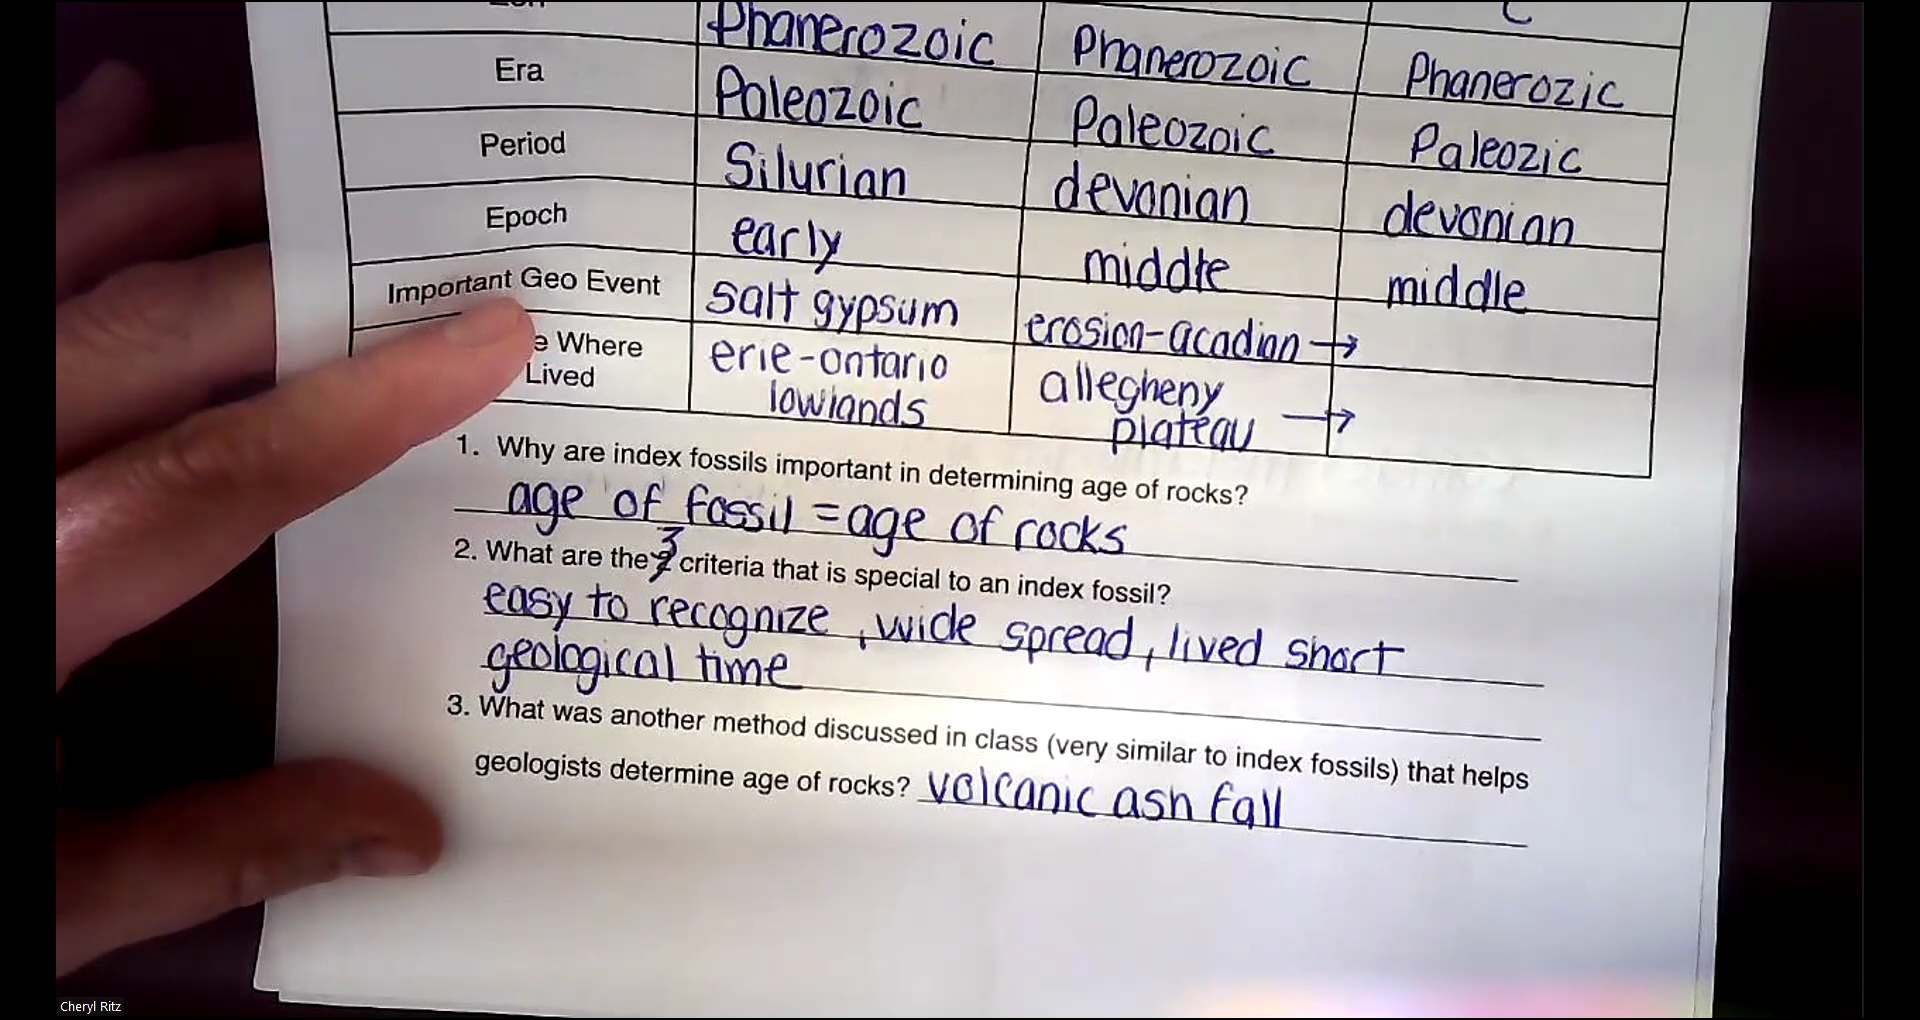 Phanerozoic Phanerozoic Phanerozic
Era Paleozoic Paleozoic Paleozic
Period Silurian devonian devonian
Epoch early middle middle
Important Geo Event salt gypsum erosion-acadian →
e Where Lived erie-ontario lowlands allegheny plateau →
1. Why are index fossils important in determining age of rocks?
age of fossil = age of rocks
2. What are the 3 criteria that is special to an index fossil?
easy to recognize, wide spread, lived short
geological time
3. What was another method discussed in class (very similar to index fossils) that helps
geologists determine age of rocks? volcanic ash fall
Cheryl Ritz